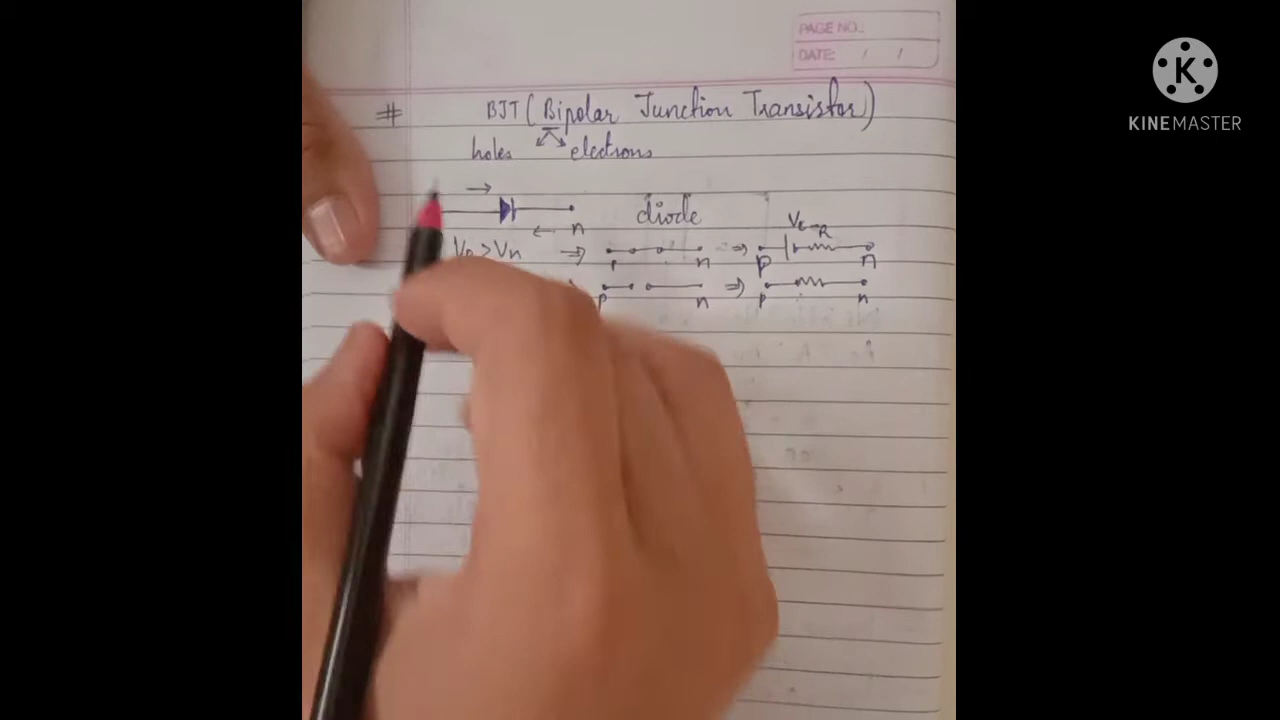 PAGE NO.:
DATE: / /
KINEMASTER
# BJT (Bipolar Junction Transistor)
holes electrons
n diode
Vp > Vn ⇒ n ⇒ p R n
p n ⇒ p n